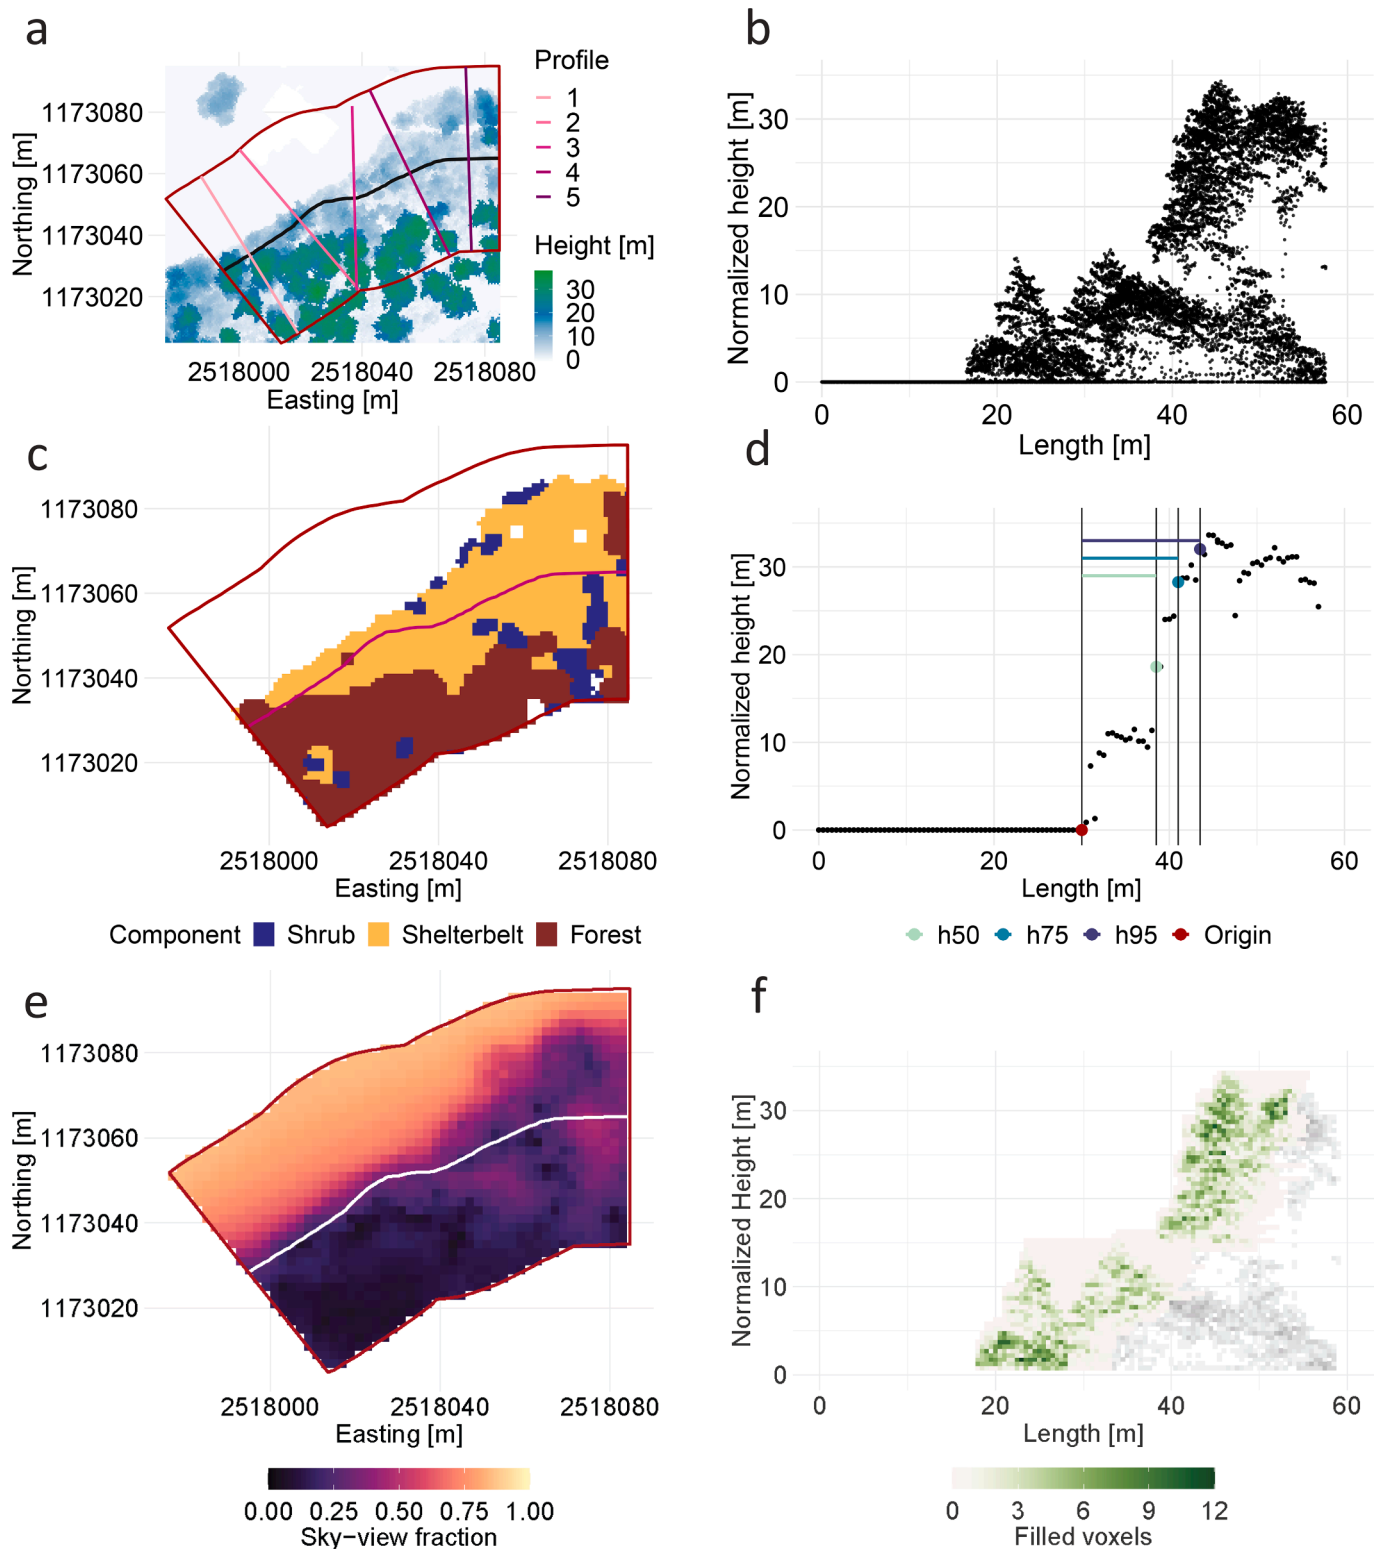 a
Profile
1
2
3
4
5
Height [m]
30
20
10
0
1173080
1173060
1173040
1173020
Northing [m]
2518000 2518040 2518080
Easting [m]
b
30
20
10
0
Normalized height [m]
0 20 40 60
Length [m]
c
1173080
1173060
1173040
1173020
Northing [m]
2518000 2518040 2518080
Easting [m]
Component Shrub Shelterbelt Forest
d
30
20
10
0
Normalized height [m]
0 20 40 60
Length [m]
h50 h75 h95 Origin
e
1173080
1173060
1173040
1173020
Northing [m]
2518000 2518040 2518080
Easting [m]
0.00 0.25 0.50 0.75 1.00
Sky−view fraction
f
30
20
10
0
Normalized Height [m]
0 20 40 60
Length [m]
0 3 6 9 12
Filled voxels